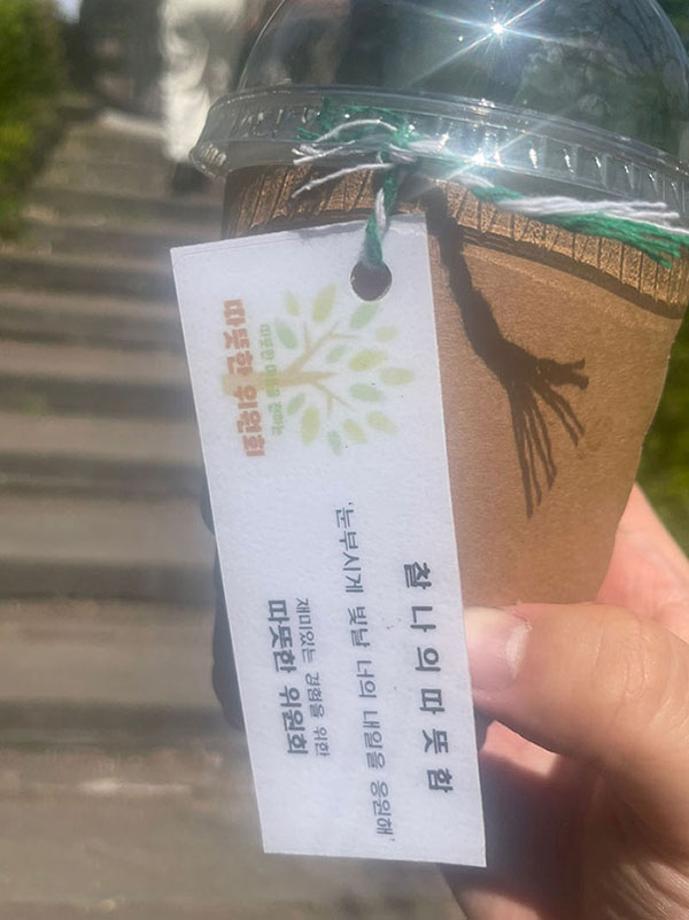 따뜻한 위원회
찰나의따뜻함
'눈부시게 빛날 너의 내일을 응원해'
재미있는 경험을 위한
따뜻한 위원회